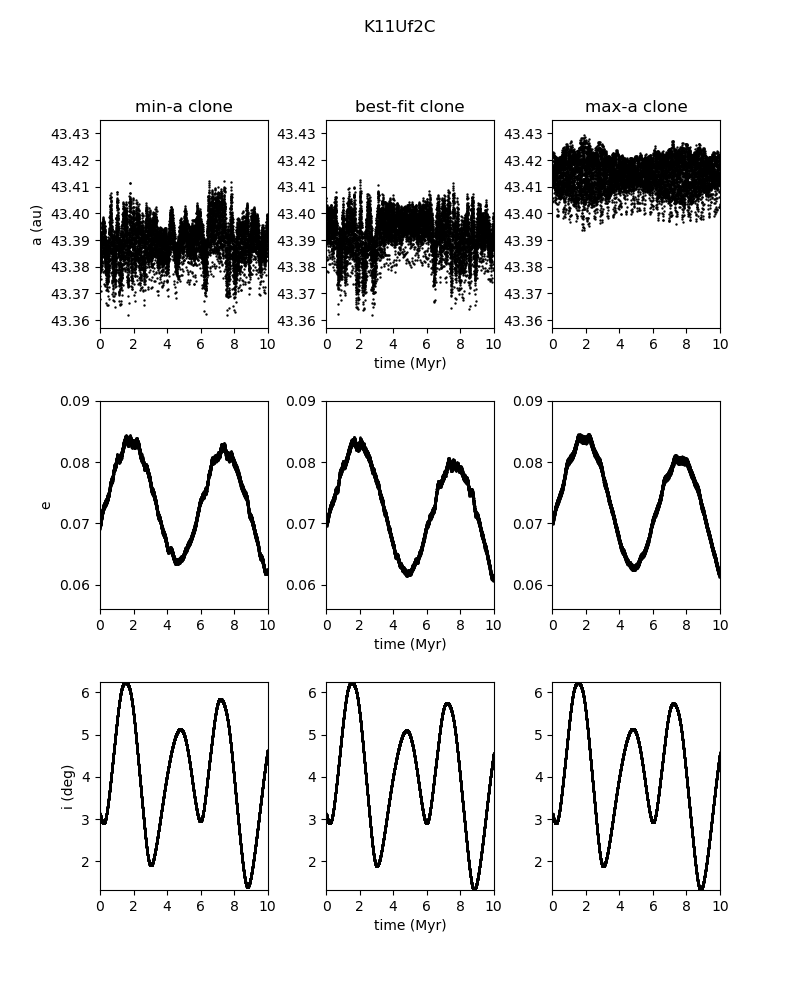 K11Uf2C
min-a clone best-fit clone max-a clone
43.43 43.43 43.43
43.42 43.42 43.42
43.41 43.41 43.41
43.40 43.40 43.40
a (au)
43.39 43.39 43.39
43.38 43.38 43.38
43.37 43.37 43.37
43.36 43.36 43.36
0 2 4 6 8 10 0 2 4 6 8 10 0 2 4 6 8 10
time (Myr)
0.09 0.09 0.09
0.08 0.08 0.08
e
0.07 0.07 0.07
0.06 0.06 0.06
0 2 4 6 8 10 0 2 4 6 8 10 0 2 4 6 8 10
time (Myr)
6 6 6
5 5 5
i (deg)
4 4 4
3 3 3
2 2 2
0 2 4 6 8 10 0 2 4 6 8 10 0 2 4 6 8 10
time (Myr)